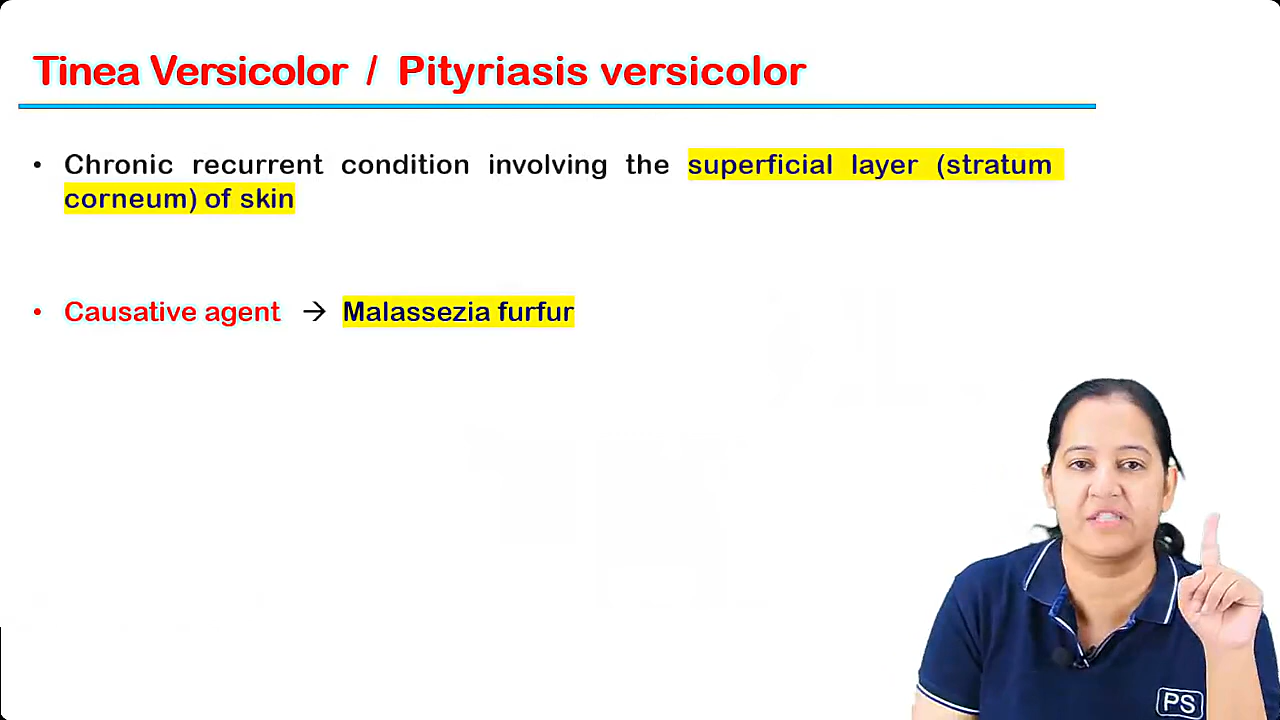 Tinea Versicolor / Pityriasis versicolor
• Chronic recurrent condition involving the superficial layer (stratum
corneum) of skin
• Causative agent → Malassezia furfur
PS